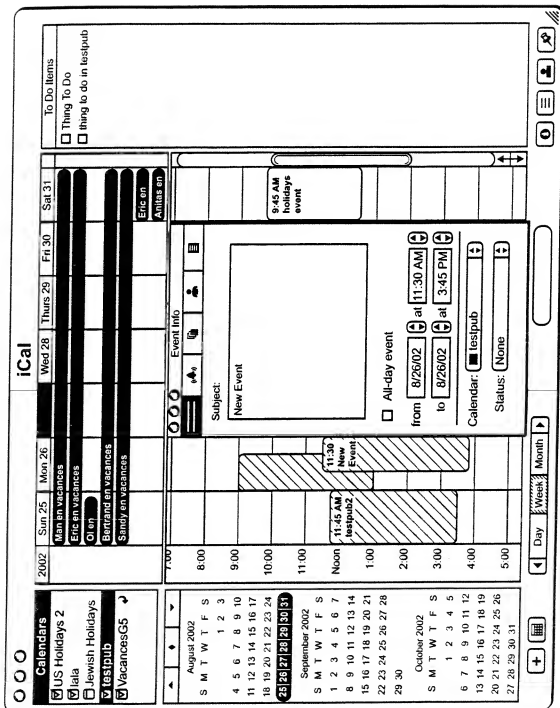 iCal
Calendars
US Holidays 2
lala
Jewish Holidays
testpub
VacancesG5
August 2002
S M T W T F S
1 2 3
4 5 6 7 8 9 10
11 12 13 14 15 16 17
18 19 20 21 22 23 24
25 26 27 28 29 30 31
September 2002
S M T W T F S
1 2 3 4 5 6 7
8 9 10 11 12 13 14
15 16 17 18 19 20 21
22 23 24 25 26 27 28
29 30
October 2002
S M T W T F S
1 2 3 4 5
6 7 8 9 10 11 12
13 14 15 16 17 18 19
20 21 22 23 24 25 26
27 28 29 30 31
2002 Sun 25 Mon 26 Wed 28 Thurs 29 Fri 30 Sat 31
Man en vacances
Eric en vacances
Ol en
Bertrand en vacances
Sandy en vacances
Eric en
Anitas en
7:00
8:00
9:00
10:00
11:00
Noon
1:00
2:00
3:00
4:00
5:00
11:45 AM
testpub2
11:30
New
Event
9:45 AM
holidays
event
Event Info
Subject:
New Event
All-day event
from 8/26/02 at 11:30 AM
to 8/26/02 at 3:45 PM
Calendar: testpub
Status: None
To Do Items
Thing To Do
thing to do in testpub
Day Week Month